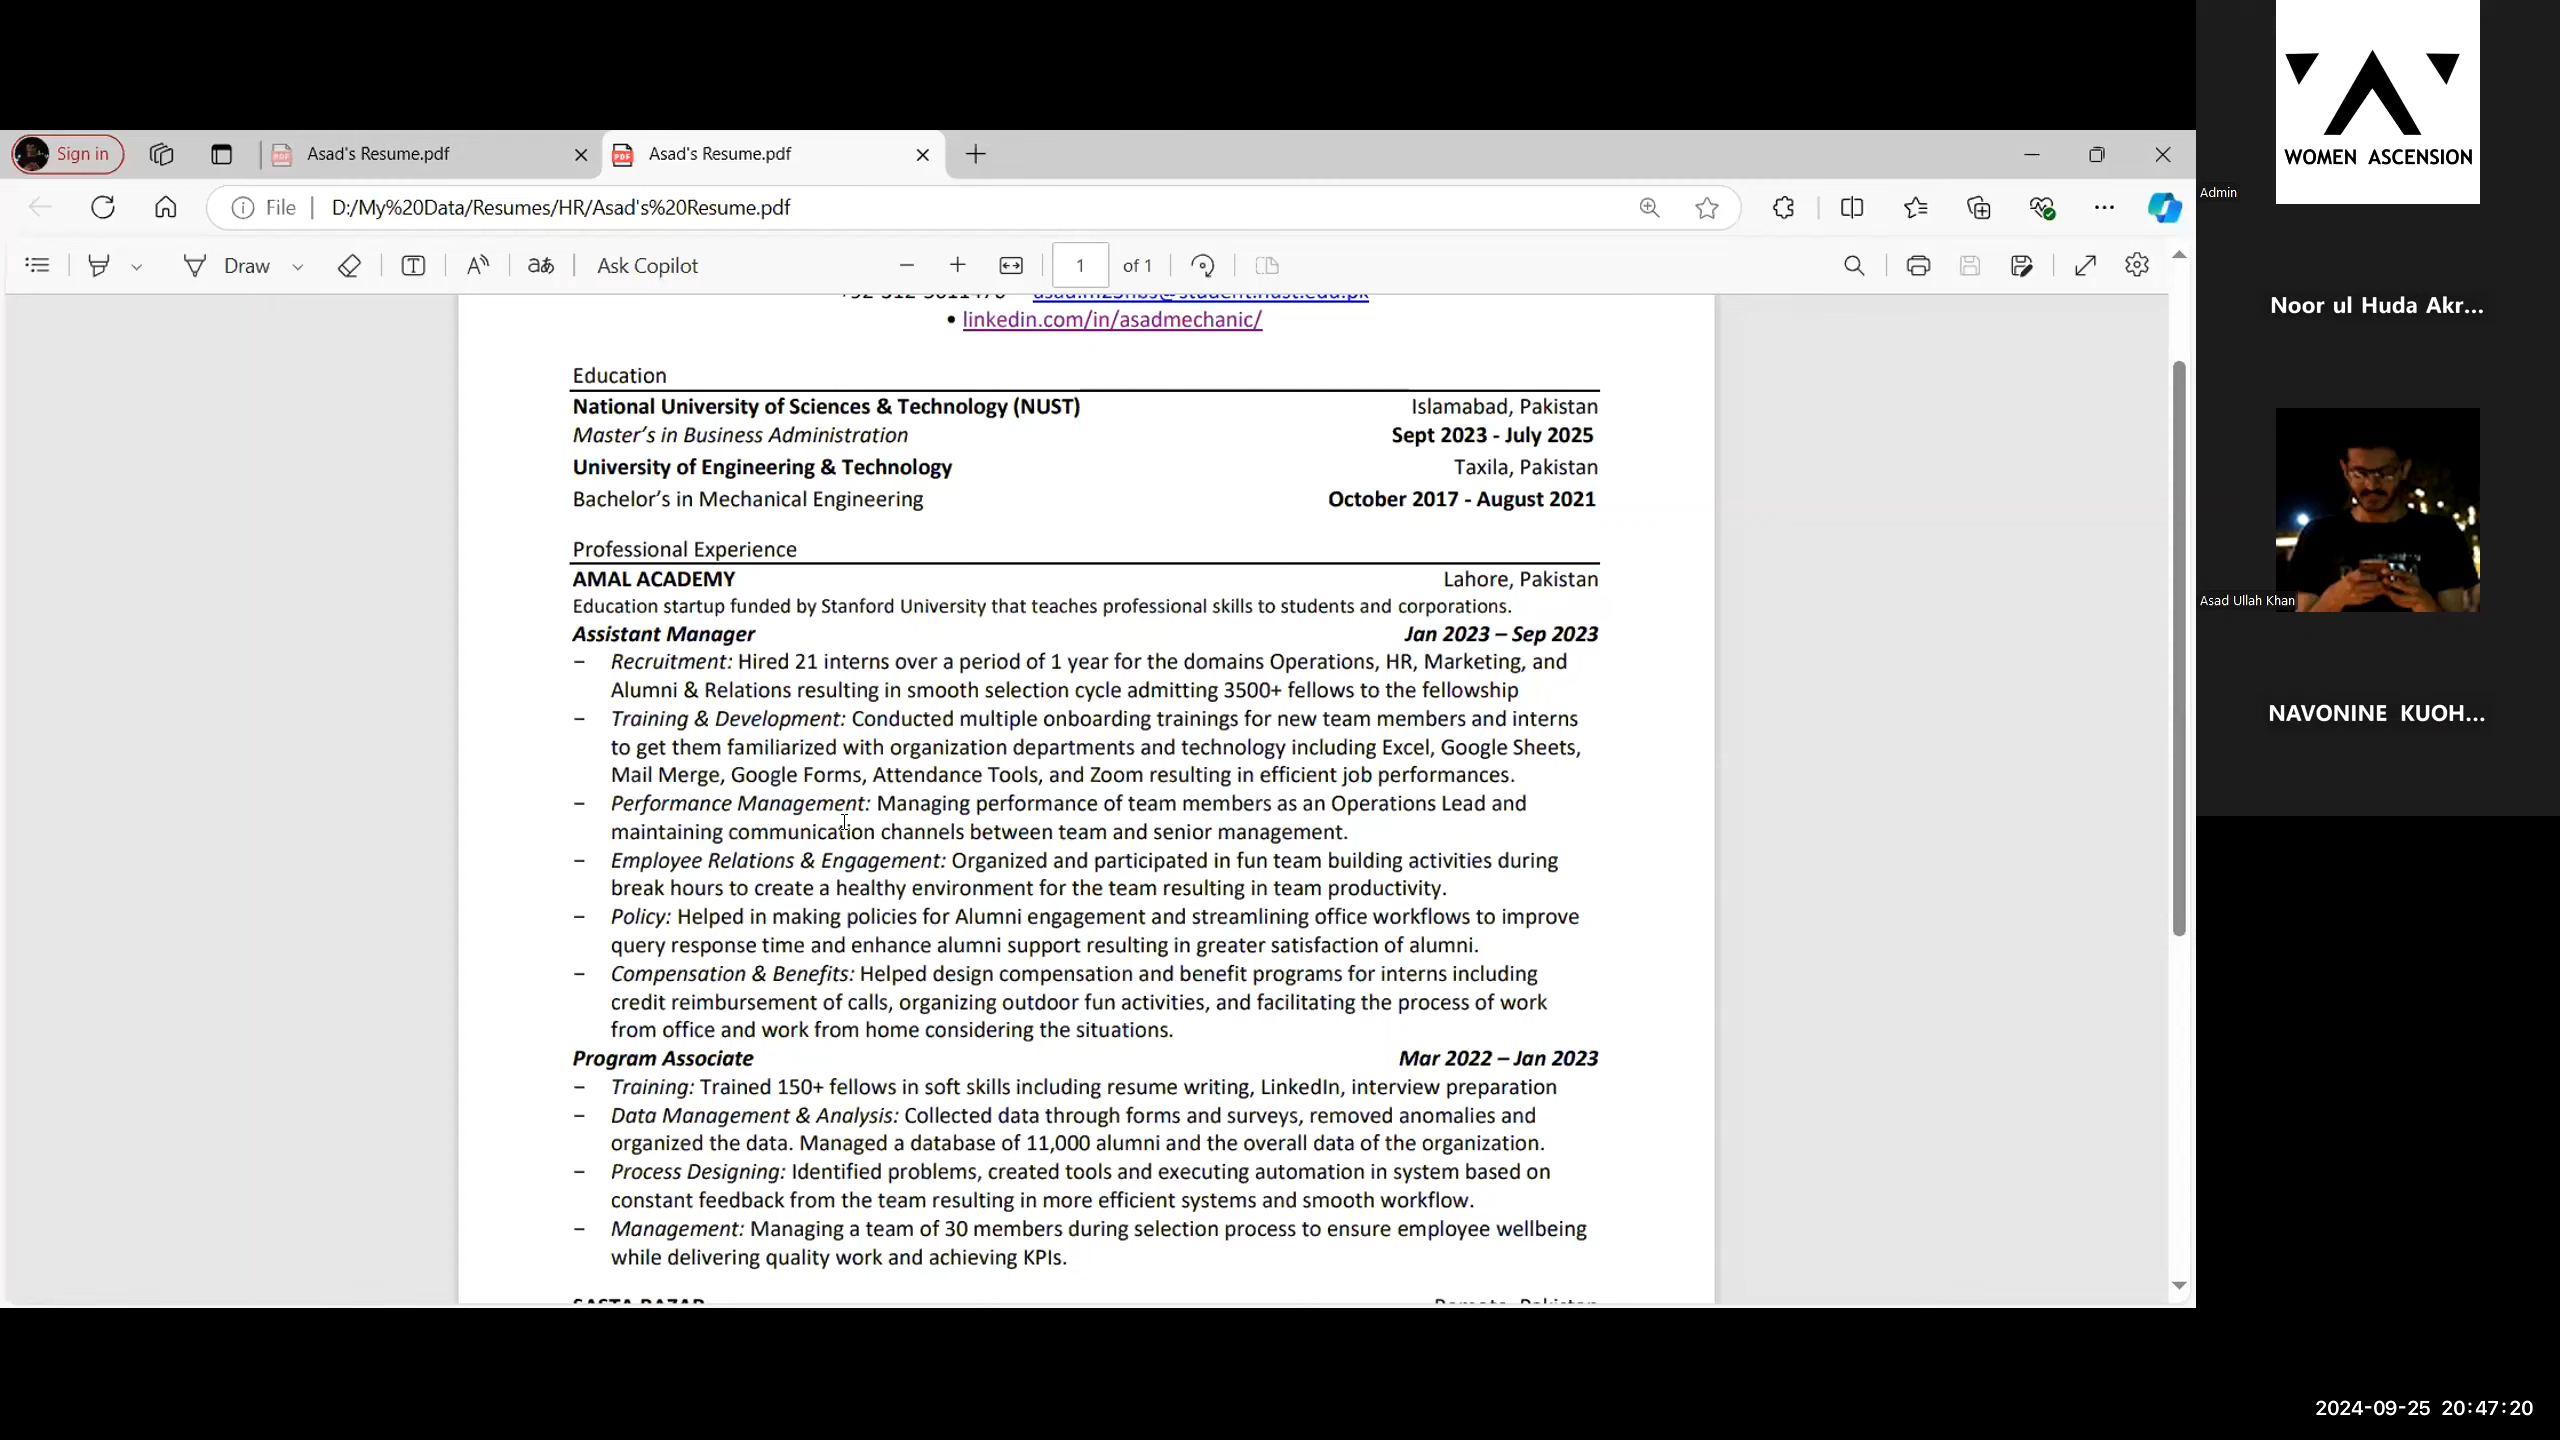 Sign in
Asad's Resume.pdf
Asad's Resume.pdf
File
D:/My%20Data/Resumes/HR/Asad's%20Resume.pdf
Draw
Ask Copilot
1
of 1
• linkedin.com/in/asadmechanic/
Education
National University of Sciences & Technology (NUST) Islamabad, Pakistan
Master’s in Business Administration Sept 2023 - July 2025
University of Engineering & Technology Taxila, Pakistan
Bachelor’s in Mechanical Engineering October 2017 - August 2021
Professional Experience
AMAL ACADEMY Lahore, Pakistan
Education startup funded by Stanford University that teaches professional skills to students and corporations.
Assistant Manager Jan 2023 – Sep 2023
− Recruitment: Hired 21 interns over a period of 1 year for the domains Operations, HR, Marketing, and
Alumni & Relations resulting in smooth selection cycle admitting 3500+ fellows to the fellowship
− Training & Development: Conducted multiple onboarding trainings for new team members and interns
to get them familiarized with organization departments and technology including Excel, Google Sheets,
Mail Merge, Google Forms, Attendance Tools, and Zoom resulting in efficient job performances.
− Performance Management: Managing performance of team members as an Operations Lead and
maintaining communication channels between team and senior management.
− Employee Relations & Engagement: Organized and participated in fun team building activities during
break hours to create a healthy environment for the team resulting in team productivity.
− Policy: Helped in making policies for Alumni engagement and streamlining office workflows to improve
query response time and enhance alumni support resulting in greater satisfaction of alumni.
− Compensation & Benefits: Helped design compensation and benefit programs for interns including
credit reimbursement of calls, organizing outdoor fun activities, and facilitating the process of work
from office and work from home considering the situations.
Program Associate Mar 2022 – Jan 2023
− Training: Trained 150+ fellows in soft skills including resume writing, LinkedIn, interview preparation
− Data Management & Analysis: Collected data through forms and surveys, removed anomalies and
organized the data. Managed a database of 11,000 alumni and the overall data of the organization.
− Process Designing: Identified problems, created tools and executing automation in system based on
constant feedback from the team resulting in more efficient systems and smooth workflow.
− Management: Managing a team of 30 members during selection process to ensure employee wellbeing
while delivering quality work and achieving KPIs.
WOMEN ASCENSION
Admin
Noor ul Huda Akr...
Asad Ullah Khan
NAVONINE KUOH...
2024-09-25 20:47:20